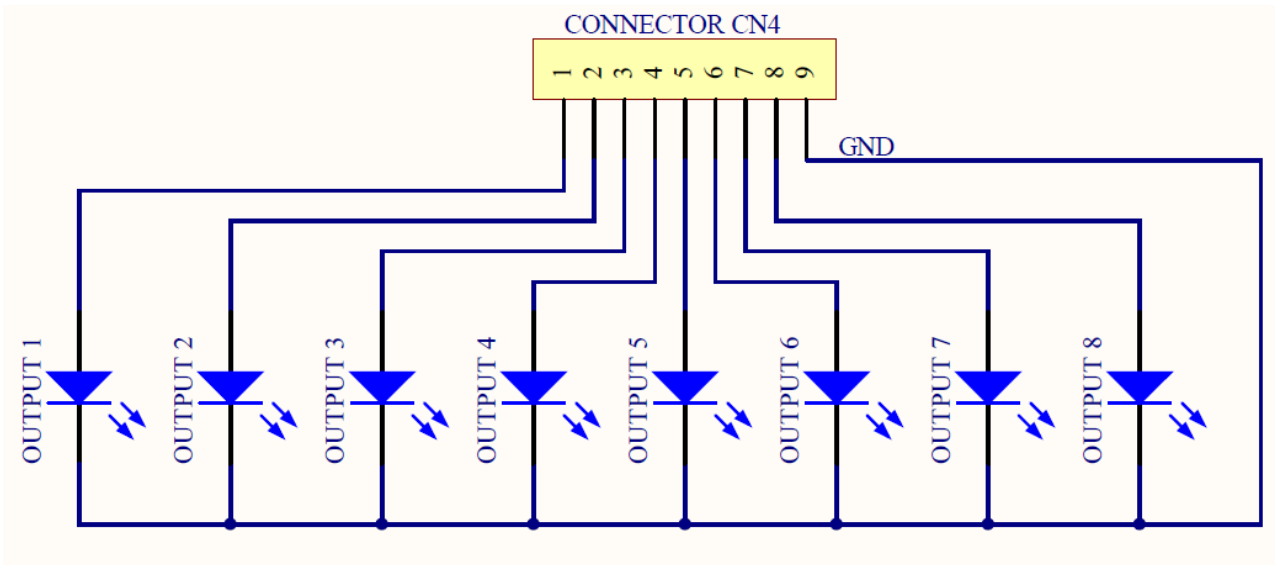 CONNECTOR CN4
1 2 3 4 5 6 7 8 9
GND
OUTPUT 1
OUTPUT 2
OUTPUT 3
OUTPUT 4
OUTPUT 5
OUTPUT 6
OUTPUT 7
OUTPUT 8